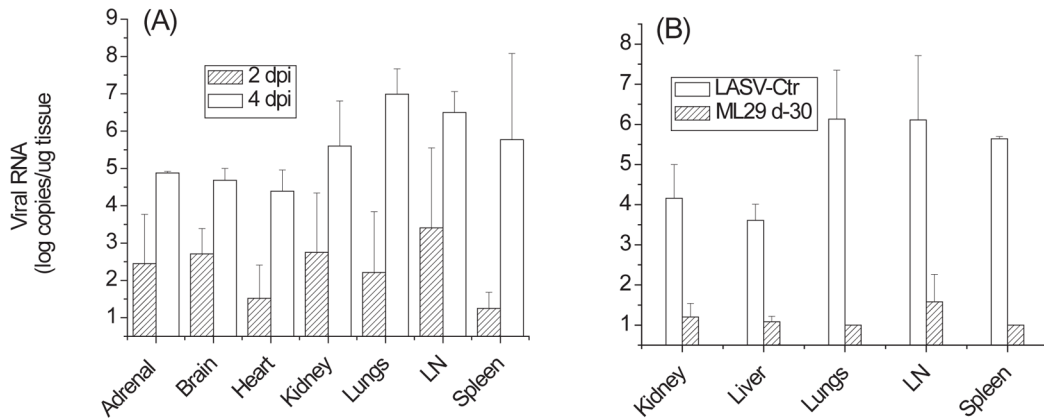 (A)
2 dpi
4 dpi
Viral RNA
(log copies/ug tissue
9
8
7
6
5
4
3
2
1
Adrenal
Brain
Heart
Kidney
Lungs
LN
Spleen
(B)
LASV-Ctr
ML29 d-30
8
7
6
5
4
3
2
1
Kidney
Liver
Lungs
LN
Spleen